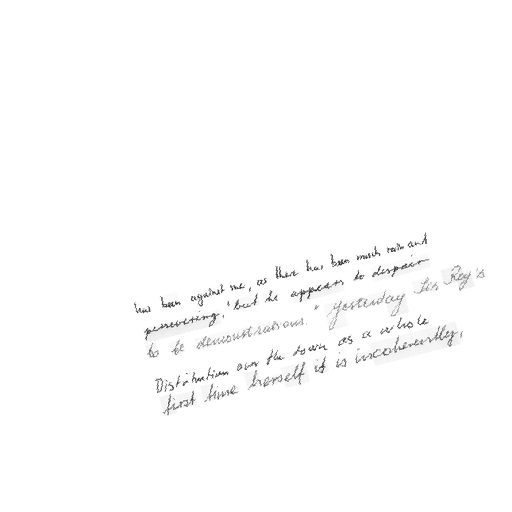 has been against me, as there has been much rain and
persevering, 'but he appears to despair
to be demonstrations." Yesterday Les Rey's
Distribution over the town as a whole
first time herself it is incoherently,